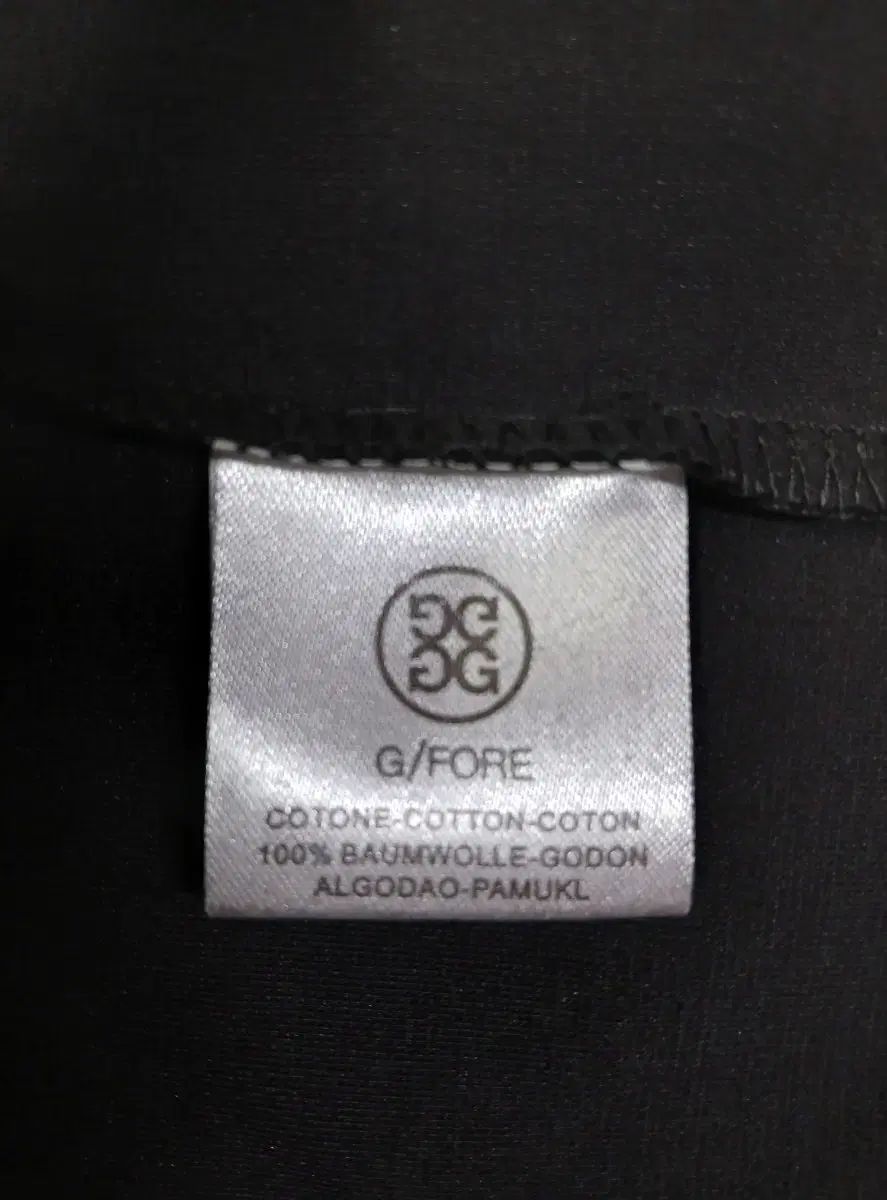 G/FORE
COTONE-COTTON-COTON
100% BAUMWOLLE-GODON
ALGODAO-PAMUKL